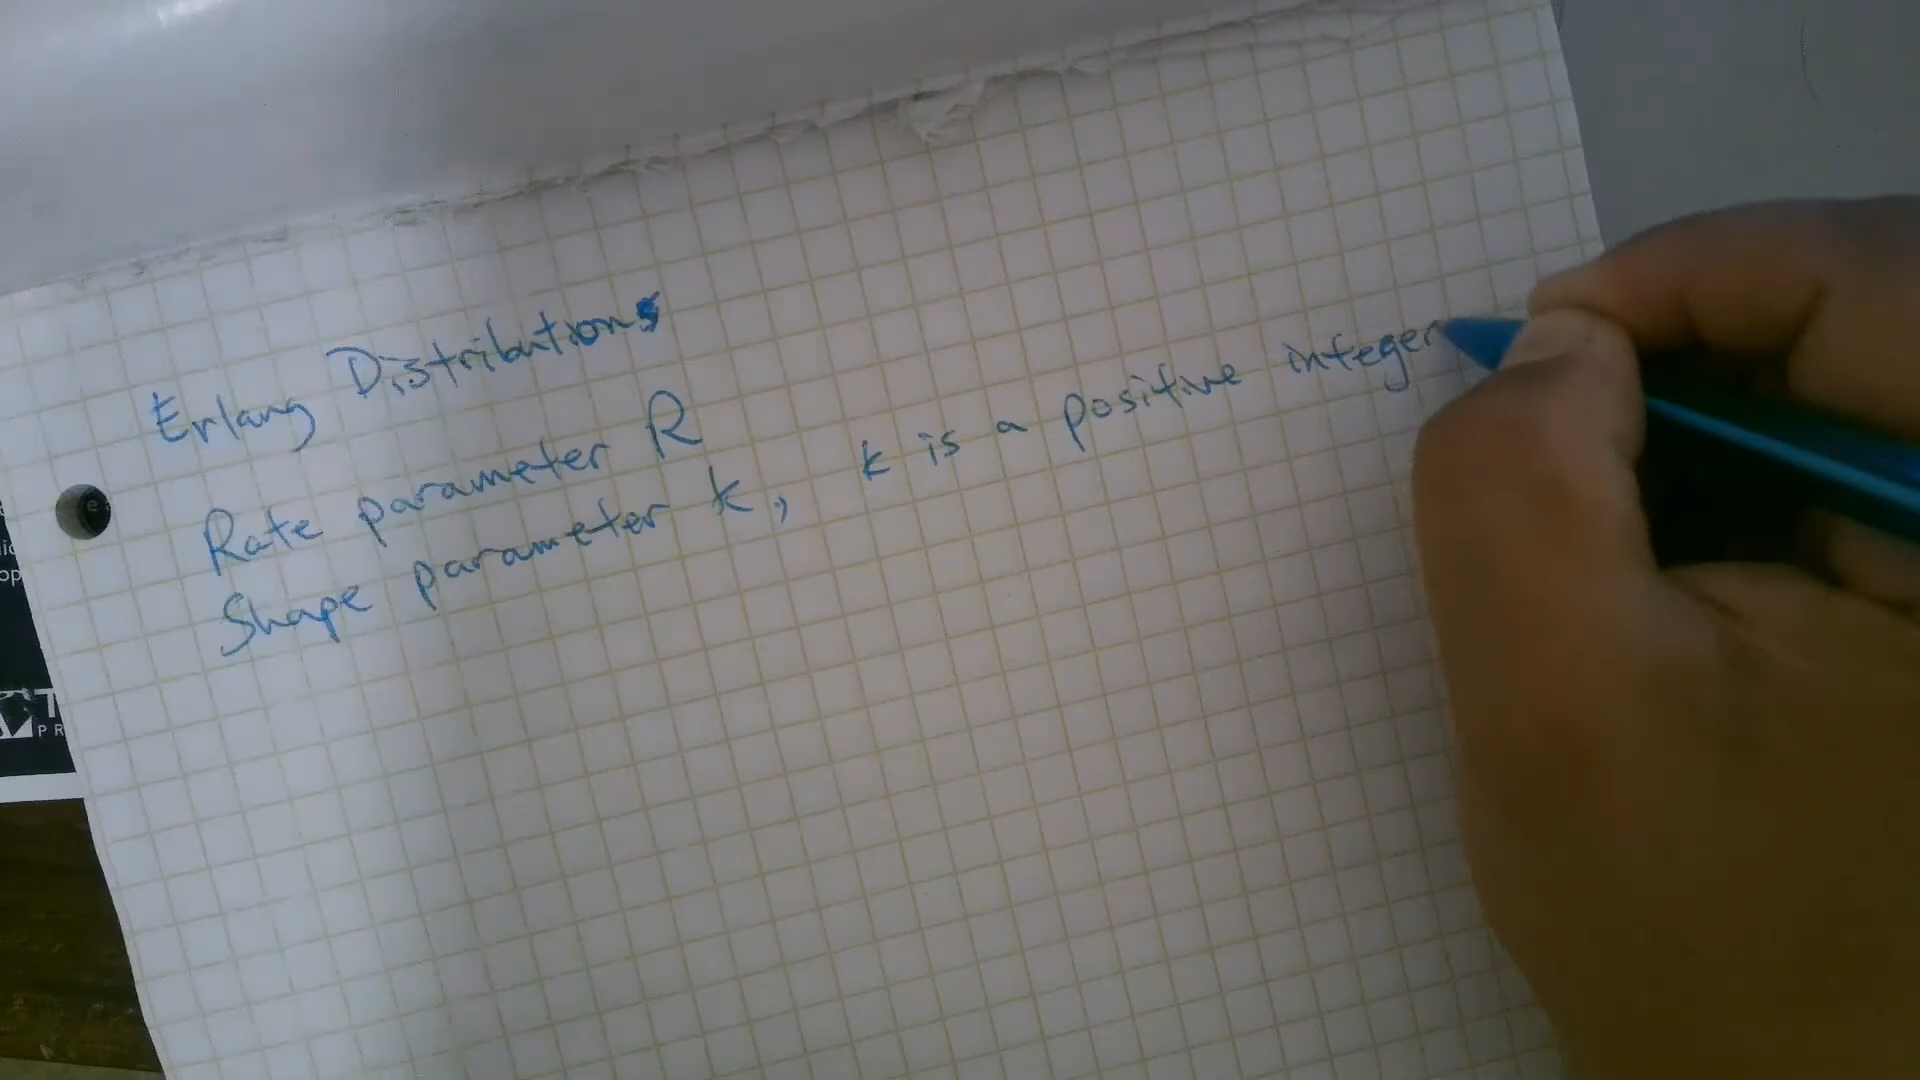 Erlang Distributions
Rate parameter R
Shape parameter k, k is a positive integer